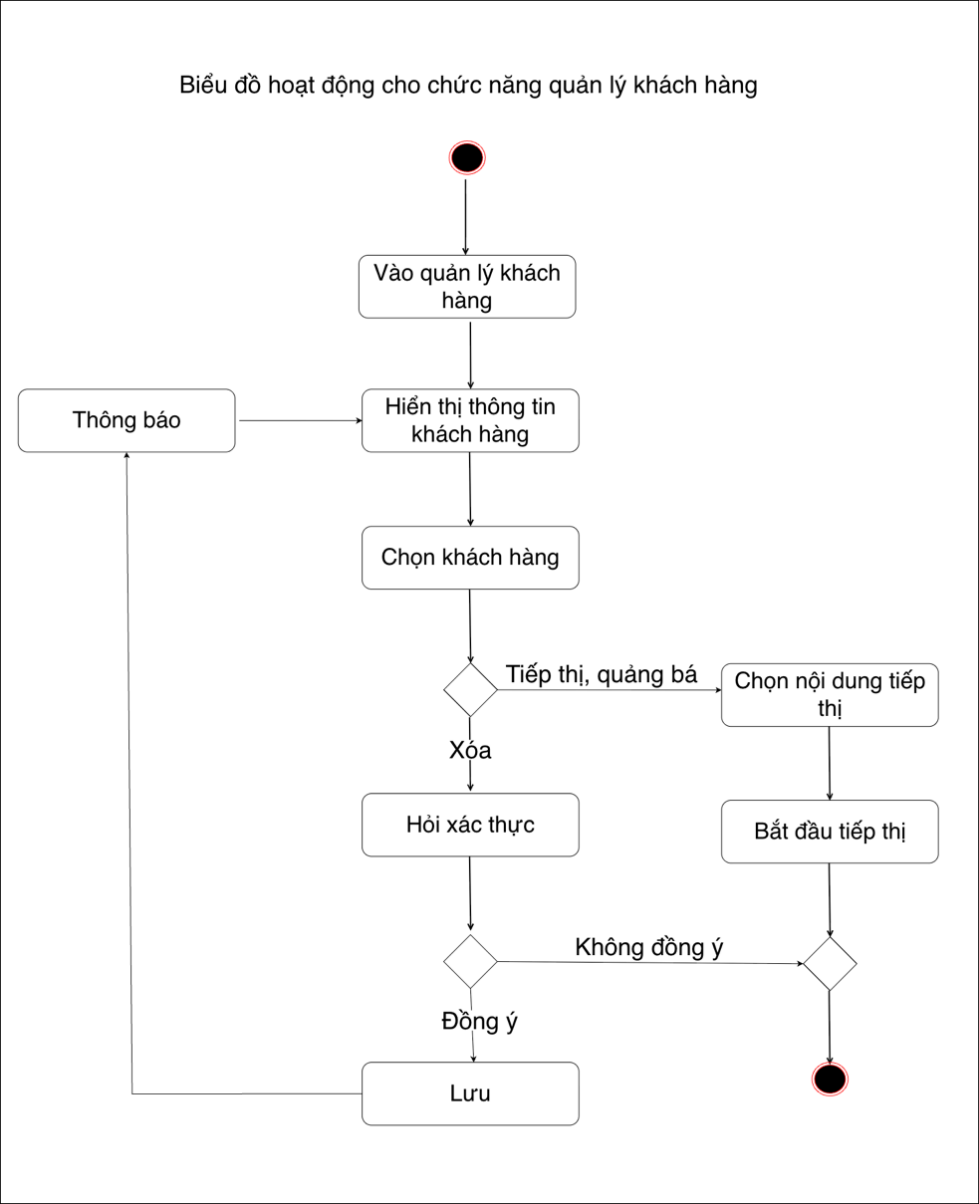 Biểu đồ hoạt động cho chức năng quản lý khách hàng
Vào quản lý khách
hàng
Thông báo
Hiển thị thông tin
khách hàng
Chọn khách hàng
Tiếp thị, quảng bá
Chọn nội dung tiếp
thị
Xóa
Hỏi xác thực
Bắt đầu tiếp thị
Không đồng ý
Đồng ý
Lưu